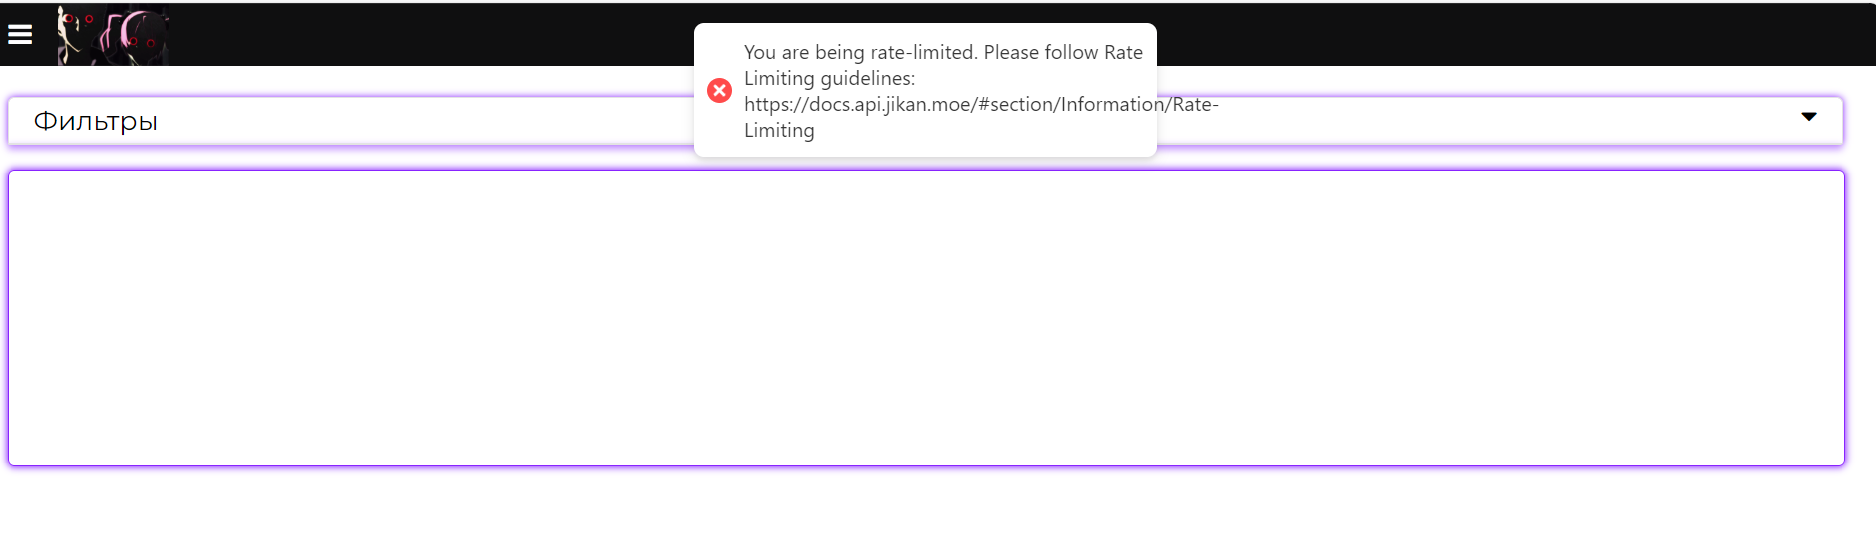 You are being rate-limited. Please follow Rate
Limiting guidelines:
https://docs.api.jikan.moe/#section/Information/Rate-
Limiting
Фильтры